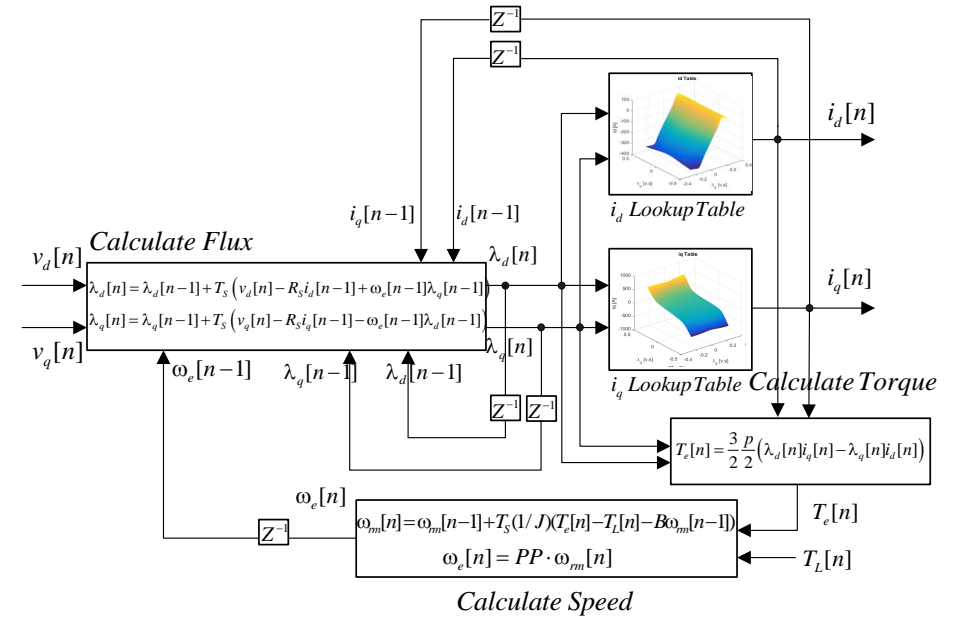 Z⁻¹
Z⁻¹
id Table
i_d[n]
i_d Lookup Table
i_q[n−1]
i_d[n−1]
Calculate Flux
v_d[n]
λ_d[n]
λ_d[n]=λ_d[n−1]+T_S(v_d[n]−R_S i_d[n−1]+ω_e[n−1]λ_q[n−1])
λ_q[n]=λ_q[n−1]+T_S(v_q[n]−R_S i_q[n−1]−ω_e[n−1]λ_d[n−1])
v_q[n]
λ_q[n]
iq Table
i_q[n]
i_q Lookup Table
ω_e[n−1]
λ_q[n−1]
λ_d[n−1]
Z⁻¹
Z⁻¹
Calculate Torque
T_e[n]=3/2 p/2(λ_d[n]i_q[n]−λ_q[n]i_d[n])
ω_e[n]
Z⁻¹
T_e[n]
ω_rm[n]=ω_rm[n−1]+T_S(1/J)(T_e[n]−T_L[n]−Bω_rm[n−1])
ω_e[n]=PP·ω_rm[n]
T_L[n]
Calculate Speed